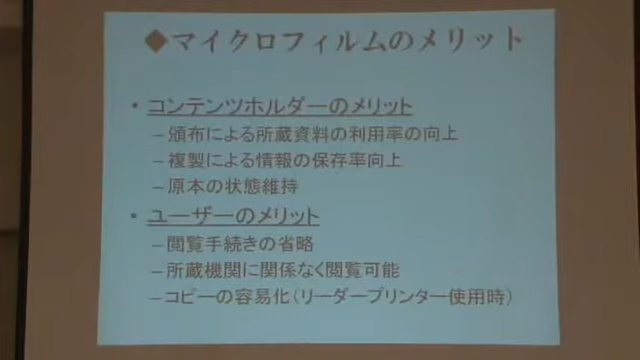 ◆マイクロフィルムのメリット
• コンテンツホルダーのメリット
–頒布による所蔵資料の利用率の向上
–複製による情報の保存率向上
–原本の状態維持
• ユーザーのメリット
–閲覧手続きの省略
–所蔵機関に関係なく閲覧可能
–コピーの容易化(リーダープリンター使用時)